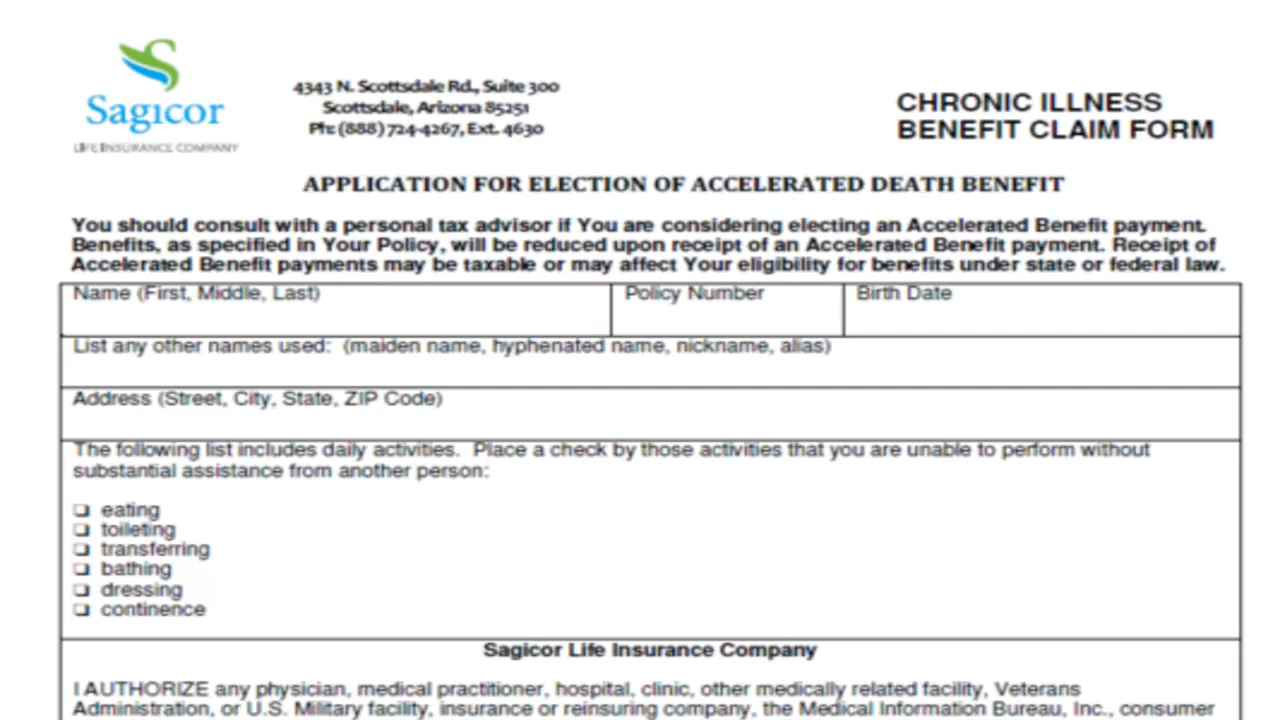 Sagicor
LIFE INSURANCE COMPANY
4343 N. Scottsdale Rd., Suite 300
Scottsdale, Arizona 85251
Ph: (888) 724-4267, Ext. 4630
CHRONIC ILLNESS
BENEFIT CLAIM FORM
APPLICATION FOR ELECTION OF ACCELERATED DEATH BENEFIT
You should consult with a personal tax advisor if You are considering electing an Accelerated Benefit payment.
Benefits, as specified in Your Policy, will be reduced upon receipt of an Accelerated Benefit payment. Receipt of
Accelerated Benefit payments may be taxable or may affect Your eligibility for benefits under state or federal law.
Name (First, Middle, Last)
Policy Number
Birth Date
List any other names used:  (maiden name, hyphenated name, nickname, alias)
Address (Street, City, State, ZIP Code)
The following list includes daily activities.  Place a check by those activities that you are unable to perform without
substantial assistance from another person:
❏ eating
❏ toileting
❏ transferring
❏ bathing
❏ dressing
❏ continence
Sagicor Life Insurance Company
I AUTHORIZE any physician, medical practitioner, hospital, clinic, other medically related facility, Veterans
Administration, or U.S. Military facility, insurance or reinsuring company, the Medical Information Bureau, Inc., consumer